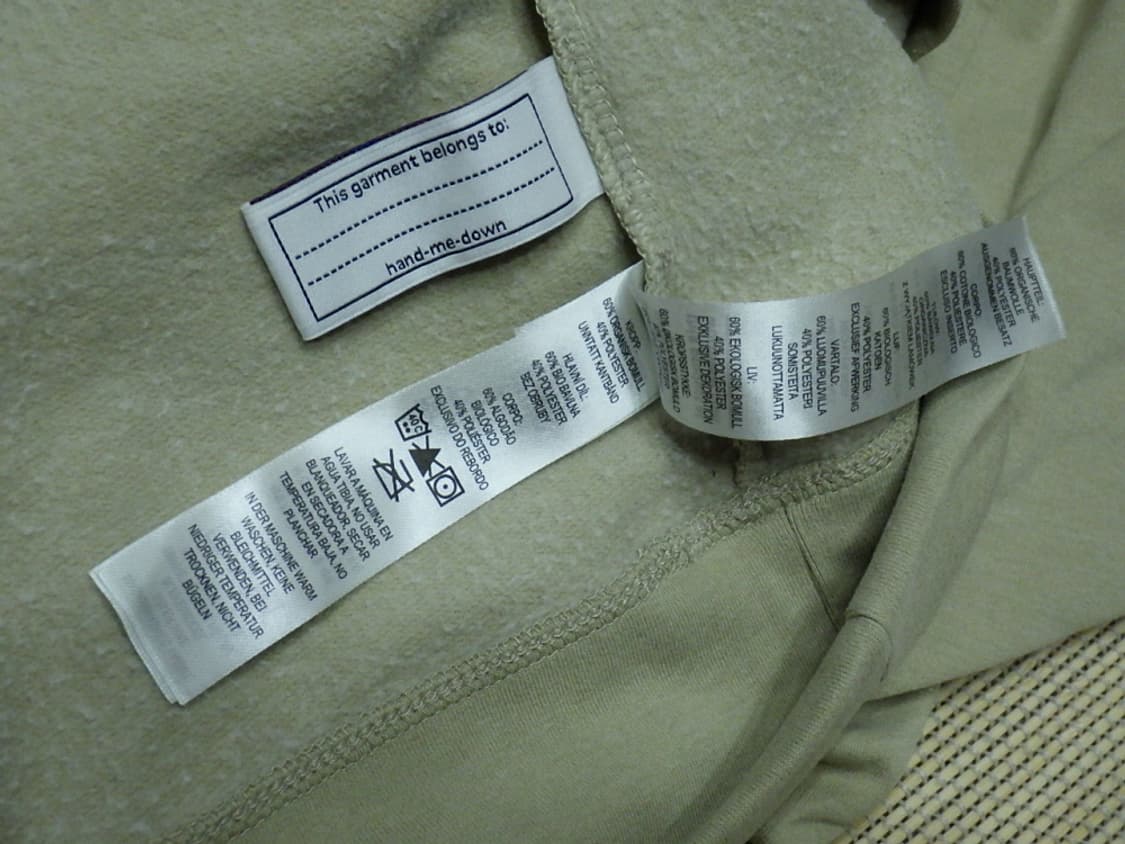 This garment belongs to:
hand-me-down
KROPP:
60% ORGANISK BOMULL
40% POLYESTER
UNNTATT KANTBÅND
HLAVNÍ DÍL:
60% BIO BAVLNA
40% POLYESTER
BEZ OBRUBY
CORPO:
60% ALGODÃO
BIOLÓGICO
40% POLIÉSTER
EXCLUSIVO DO REBORDO
40°C
LAVAR A MÁQUINA EN
AGUA TIBIA, NO USAR
BLANQUEADOR, SECAR
EN SECADORA A
TEMPERATURA BAJA, NO
PLANCHAR
IN DER MASCHINE WARM
WASCHEN, KEINE
BLEICHMITTEL
VERWENDEN, BEI
NIEDRIGER TEMPERATUR
TROCKNEN, NICHT
BÜGELN
HAUPTTEIL:
60% ORGANISCHE
BAUMWOLLE
40% POLYESTER
AUSGENOMMEN BESATZ
CORPO:
60% COTONE BIOLOGICO
40% POLIESTERE
ESCLUSO INSERTO
LIJF
60% BIOLOGISCH
KATOEN
40% POLYESTER
EXCLUSIEF AFWERKING
VARTALO:
60% LUOMUPUUVILLA
40% POLYESTERI
SOMISTEITA
LUKUUNOTTAMATTA
LIV:
60% EKOLOGISK BOMULL
40% POLYESTER
EXKLUSIVE DEKORATION